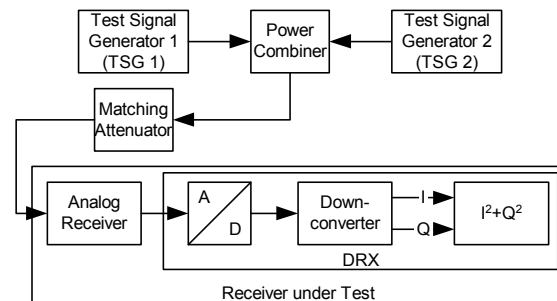 Test Signal
Generator 1
(TSG 1)
Power
Combiner
Test Signal
Generator 2
(TSG 2)
Matching
Attenuator
Analog
Receiver
A
D
Down-
converter
I
Q
I²+Q²
DRX
Receiver under Test